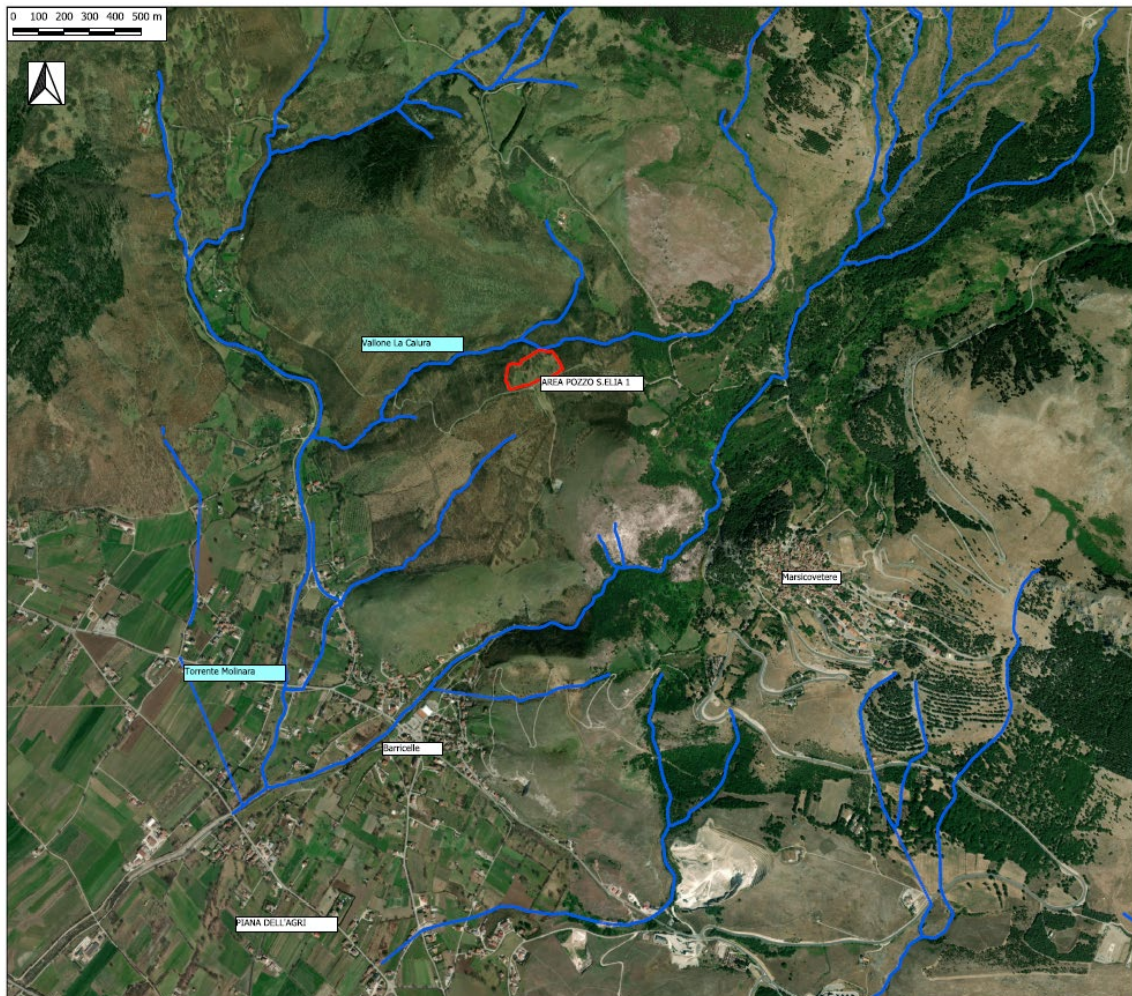 0 100 200 300 400 500 m
Vallone La Calura
AREA POZZO S.ELIA 1
Marsicovetere
Torrente Molinara
Barricelle
PIANA DELL'AGRI